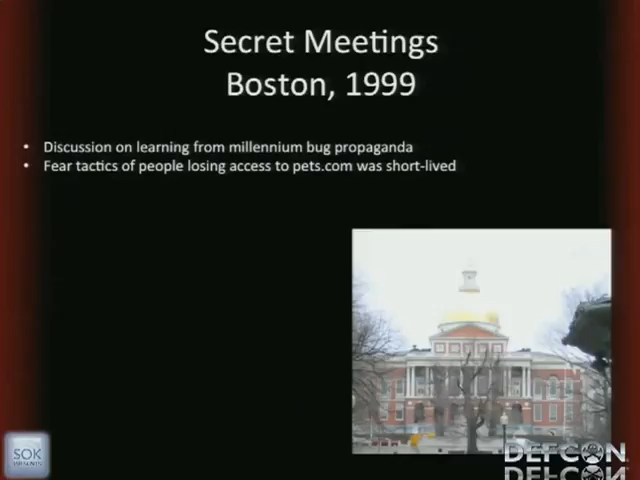 Secret Meetings
Boston, 1999
• Discussion on learning from millennium bug propaganda
• Fear tactics of people losing access to pets.com was short-lived
SOK
DEFCON